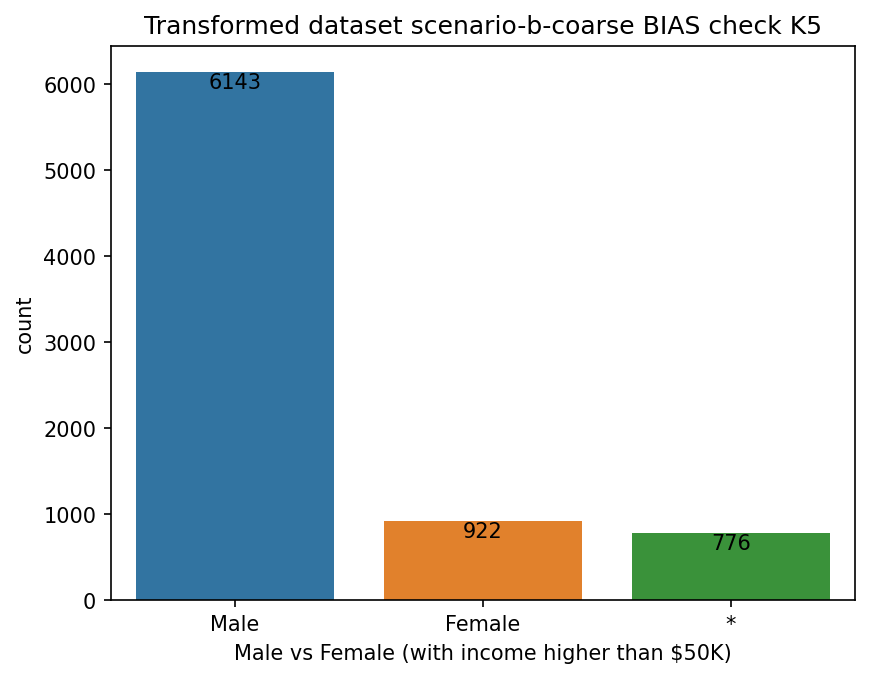 Transformed dataset scenario-b-coarse BIAS check K5
6000
5000
4000
3000
2000
1000
0
count
6143
922
776
Male
Female
*
Male vs Female (with income higher than $50K)